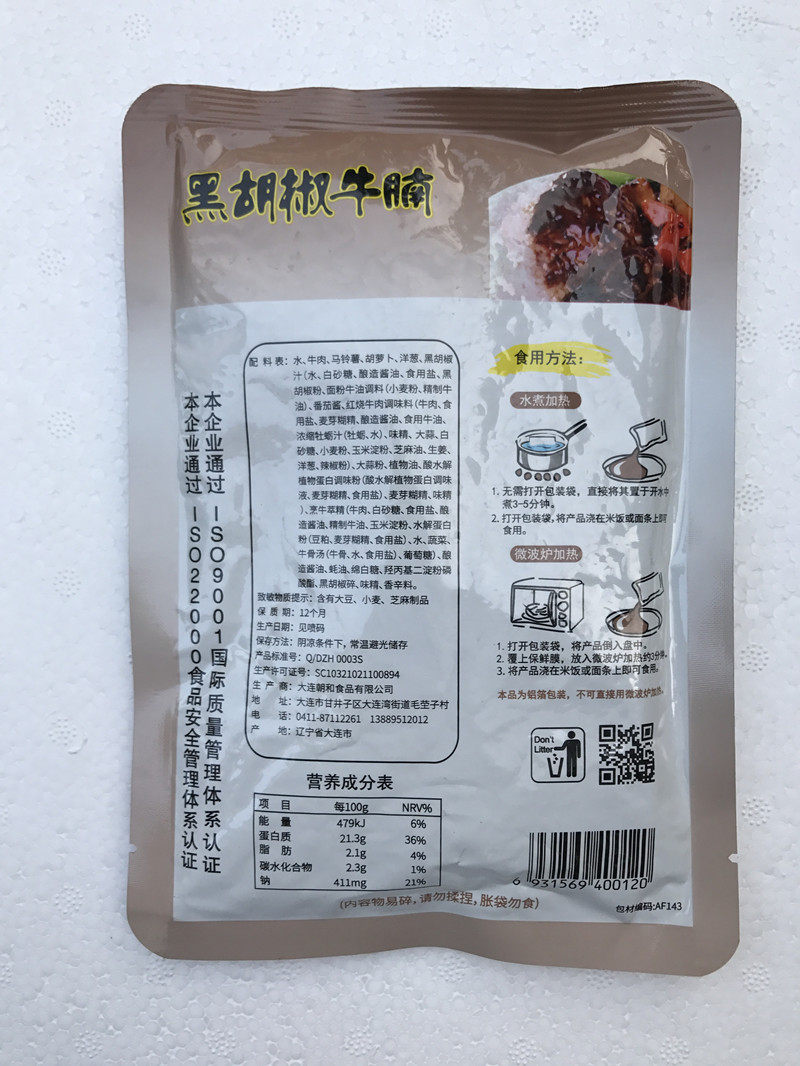 黑胡椒牛腩
本企业通过 ISO9001国际质量管理体系认证
本企业通过 ISO22000食品安全管理体系认证
配 料 表：水、牛肉、马铃薯、胡萝卜、洋葱、黑胡椒
汁(水、白砂糖、酿造酱油、食用盐、黑
胡椒粉、面粉牛油调料(小麦粉、精制牛
油)、番茄酱、红烧牛肉调味料(牛肉、食
用盐、麦芽糊精、酿造酱油、食用牛油、
浓缩牡蛎汁(牡蛎、水)、味精、大蒜、白
砂糖、小麦粉、玉米淀粉、芝麻油、生姜、
洋葱、辣椒粉)、大蒜粉、植物油、酸水解
植物蛋白调味粉(酸水解植物蛋白调味
液、麦芽糊精、食用盐)、麦芽糊精、味精
)、烹牛萃精(牛肉、白砂糖、食用盐、酿
造酱油、精制牛油、玉米淀粉、水解蛋白
粉(豆粕、麦芽糊精、食用盐)、水、蔬菜、
牛骨汤(牛骨、水、食用盐)、葡萄糖)、酿
造酱油、蚝油、绵白糖、羟丙基二淀粉磷
酸酯、黑胡椒碎、味精、香辛料。
致敏物质提示：含有大豆、小麦、芝麻制品
保 质 期：12个月
生产日期：见喷码
保存方法：阴凉条件下，常温避光储存
产品标准号：Q/DZH 0003S
生产许可证号：SC10321021100894
生 产 商：大连朝和食品有限公司
地 址：大连市甘井子区大连湾街道毛茔子村
电 话：0411-87112261 13889512012
产 地：辽宁省大连市
营养成分表
项 目 每100g NRV%
能 量 479kJ 6%
蛋白质 21.3g 36%
脂 肪 2.1g 4%
碳水化合物 2.3g 1%
钠 411mg 21%
(内容物易碎，请勿揉捏，胀袋勿食)
食用方法：
水煮加热
1. 无需打开包装袋，直接将其置于开水中
煮3-5分钟。
2. 打开包装袋，将产品浇在米饭或面条上即可
食用。
微波炉加热
1. 打开包装袋，将产品倒入盘中。
2. 覆上保鲜膜，放入微波炉加热约3分钟。
3. 将产品浇在米饭或面条上即可食用。
本品为铝箔包装，不可直接用微波炉加热。
Don't
Litter
6 931569 400120
包材编码:AF143